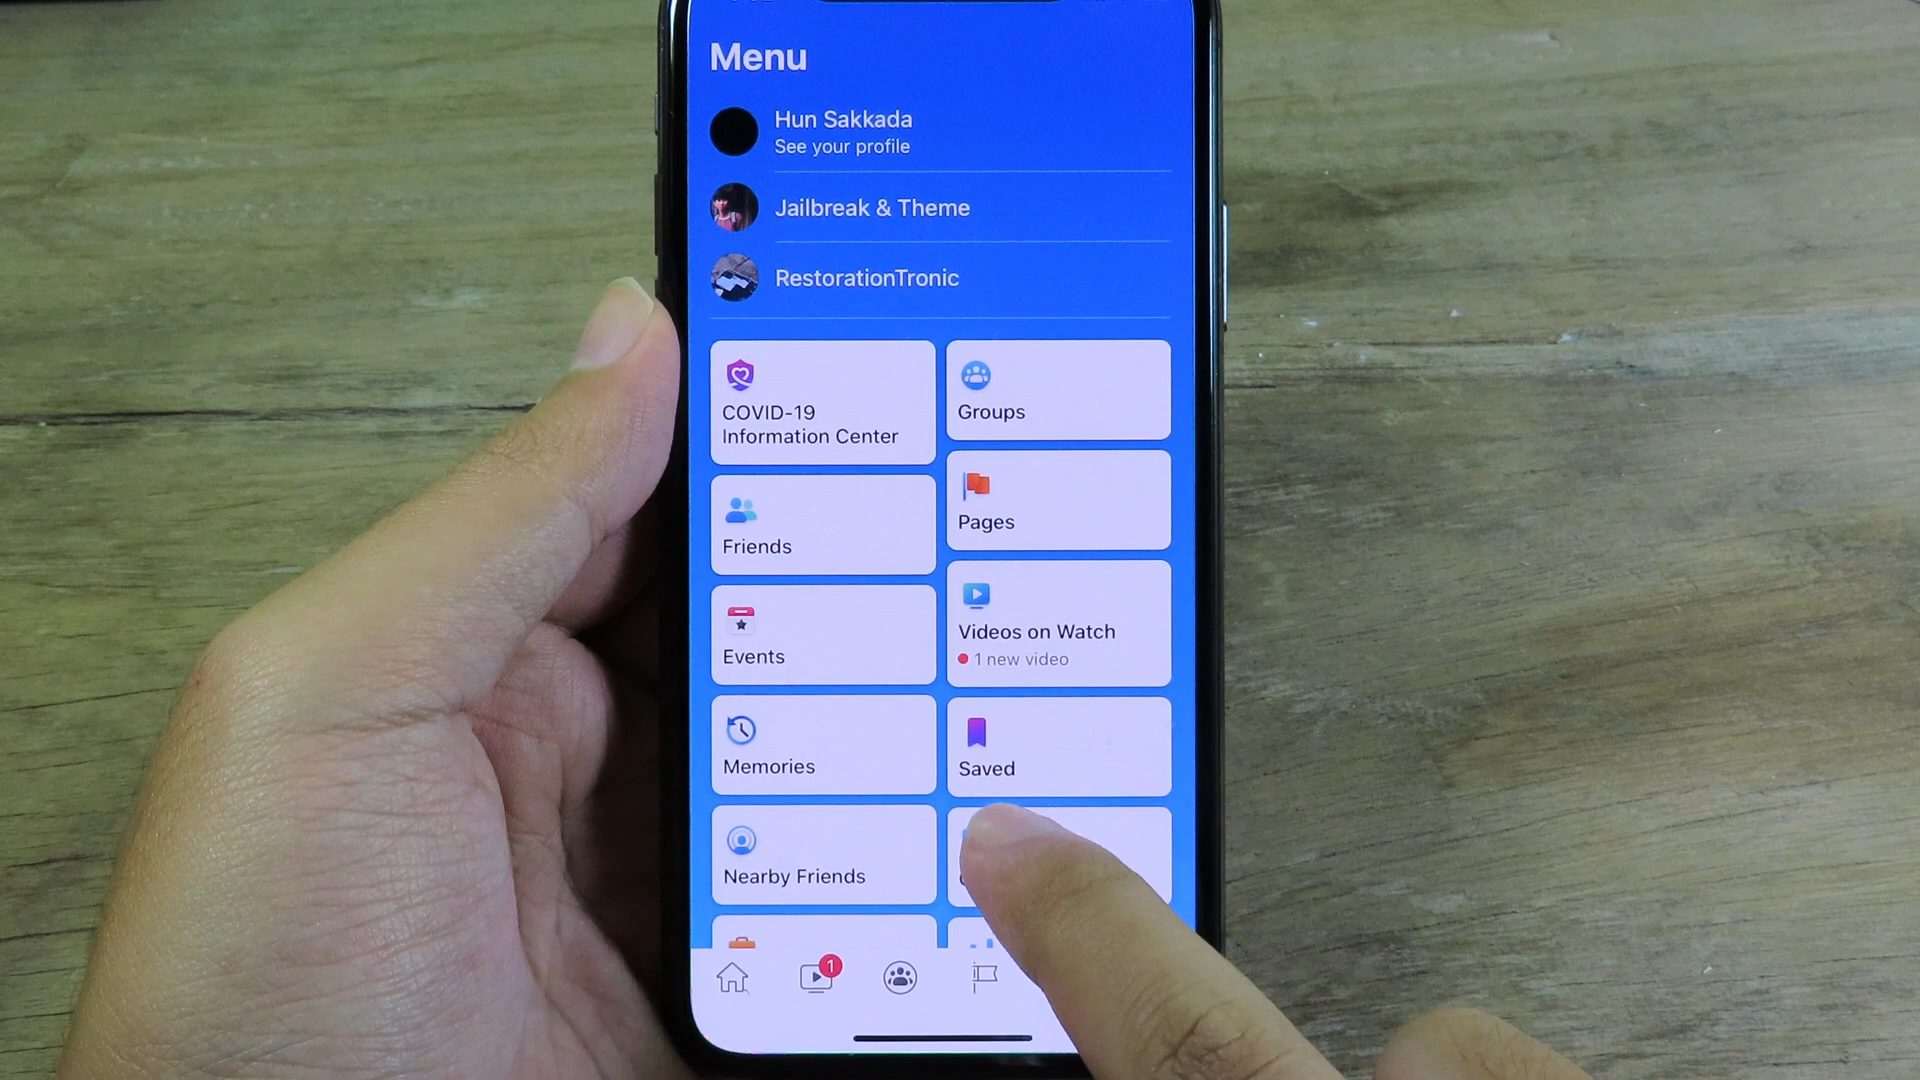 Menu
Hun Sakkada
See your profile
Jailbreak & Theme
RestorationTronic
COVID-19
Information Center
Groups
Friends
Pages
Events
Videos on Watch
1 new video
Memories
Saved
Nearby Friends
1